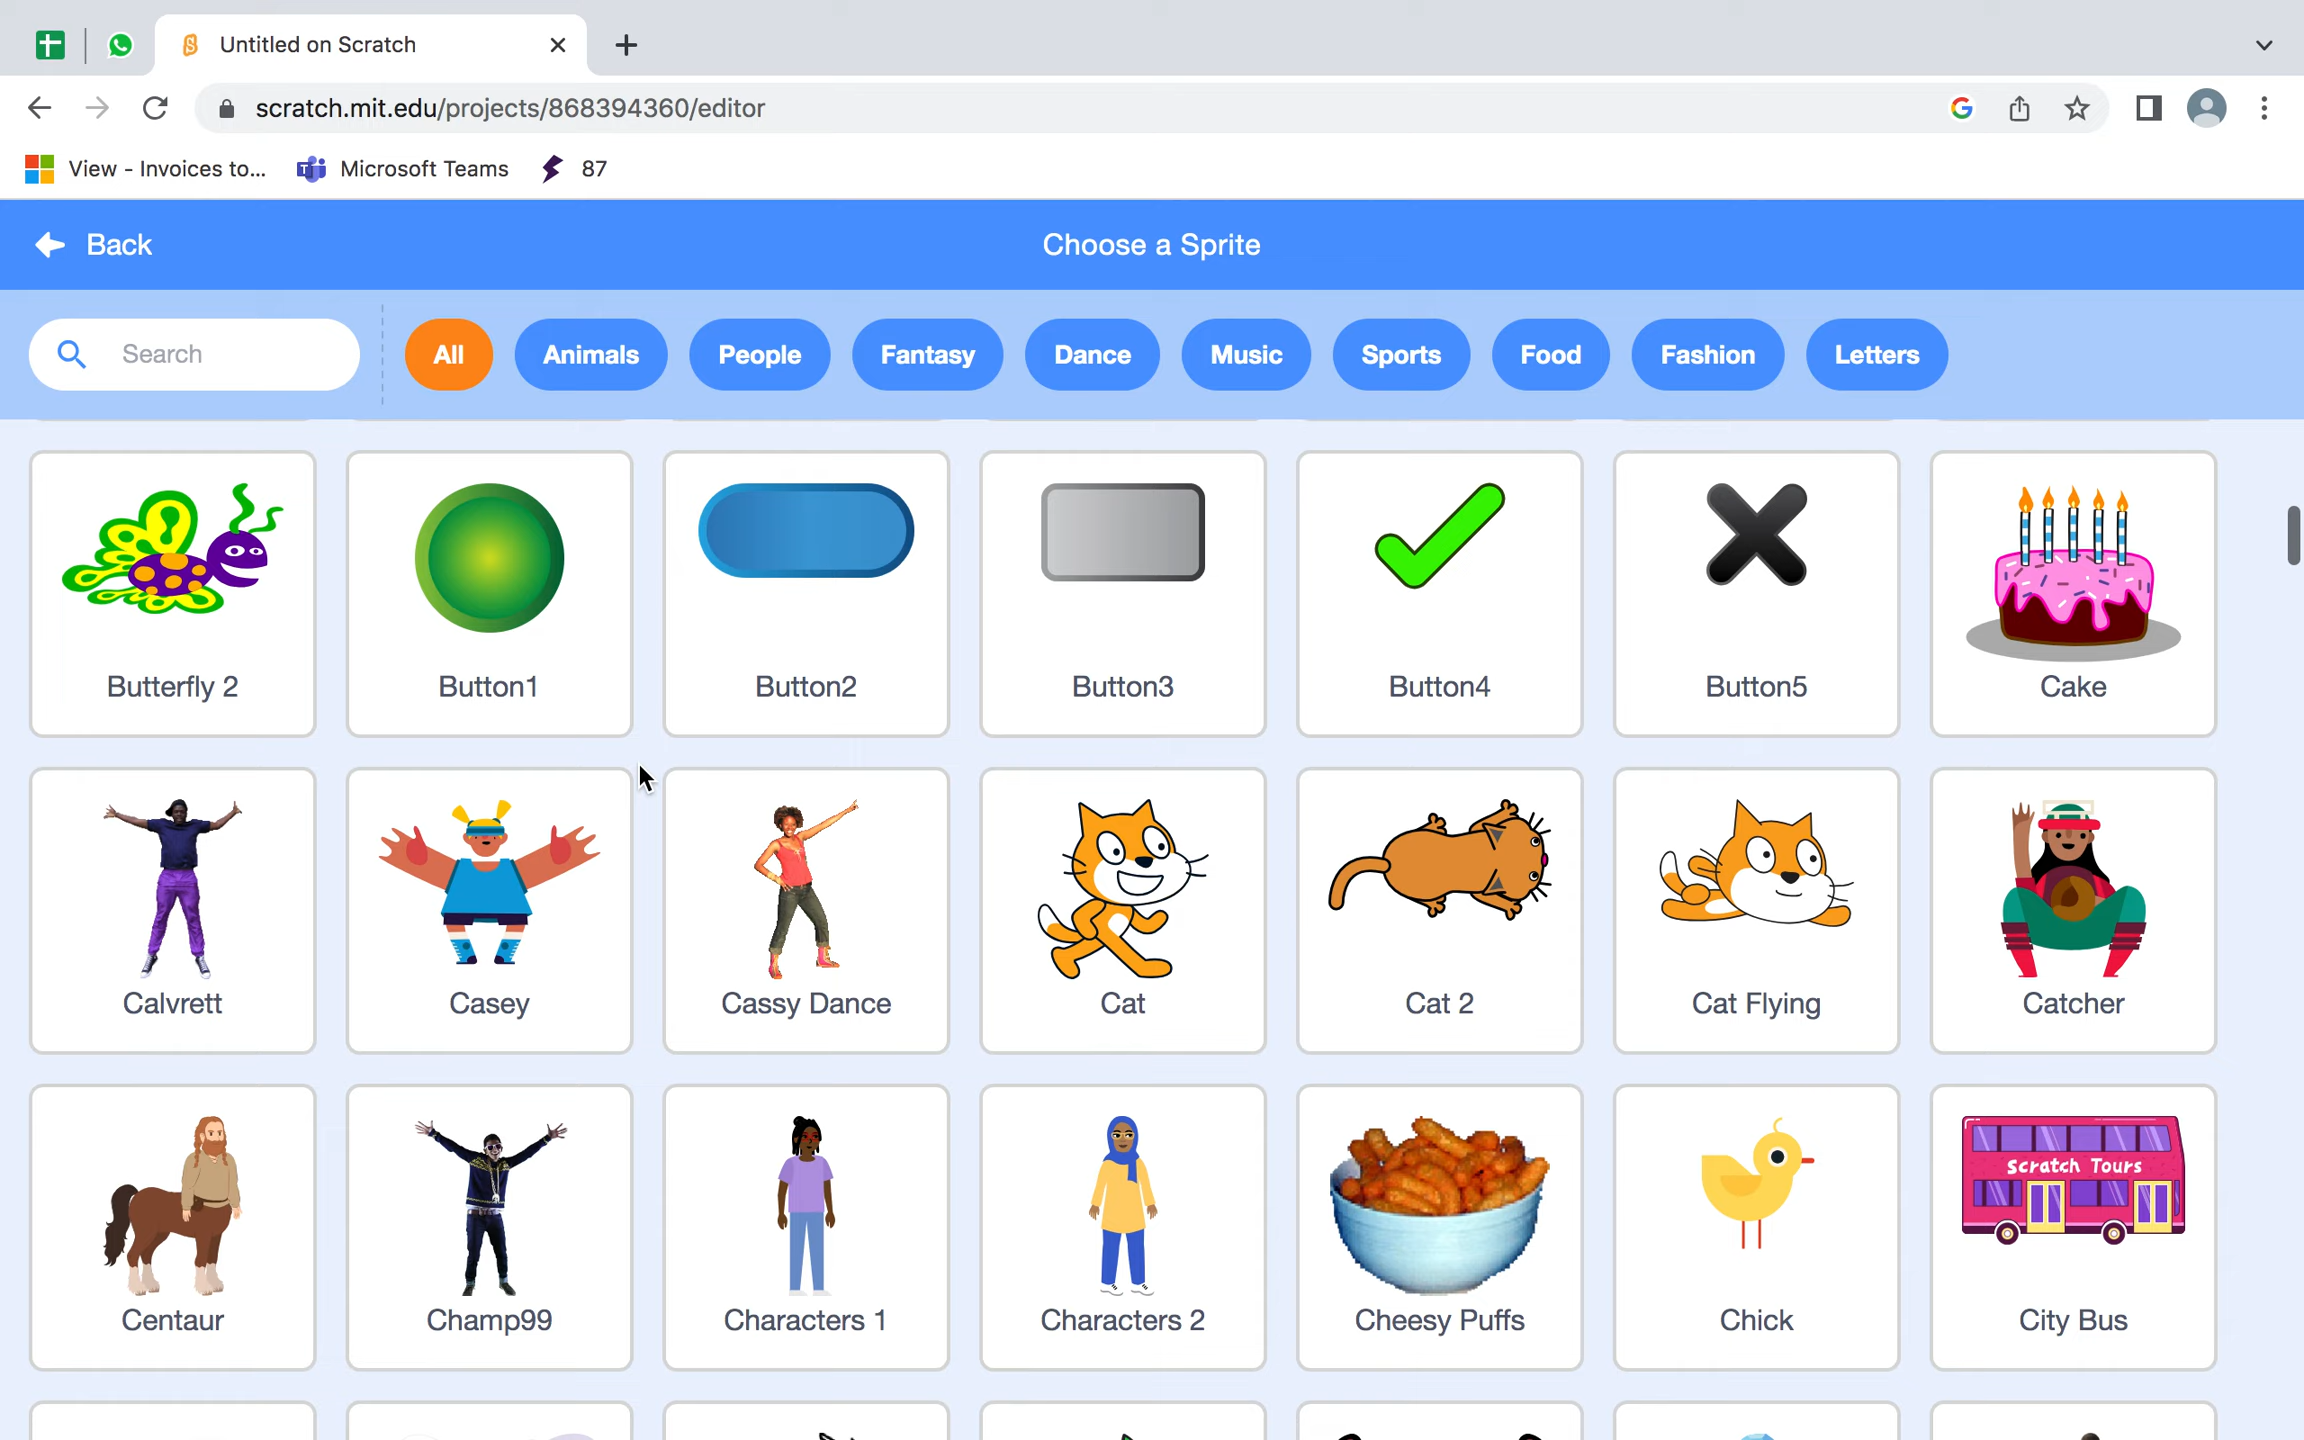 Untitled on Scratch
scratch.mit.edu/projects/868394360/editor
View - Invoices to...
Microsoft Teams
87
Back
Choose a Sprite
Search
All
Animals
People
Fantasy
Dance
Music
Sports
Food
Fashion
Letters
Butterfly 2
Button1
Button2
Button3
Button4
Button5
Cake
Calvrett
Casey
Cassy Dance
Cat
Cat 2
Cat Flying
Catcher
Scratch Tours
Centaur
Champ99
Characters 1
Characters 2
Cheesy Puffs
Chick
City Bus